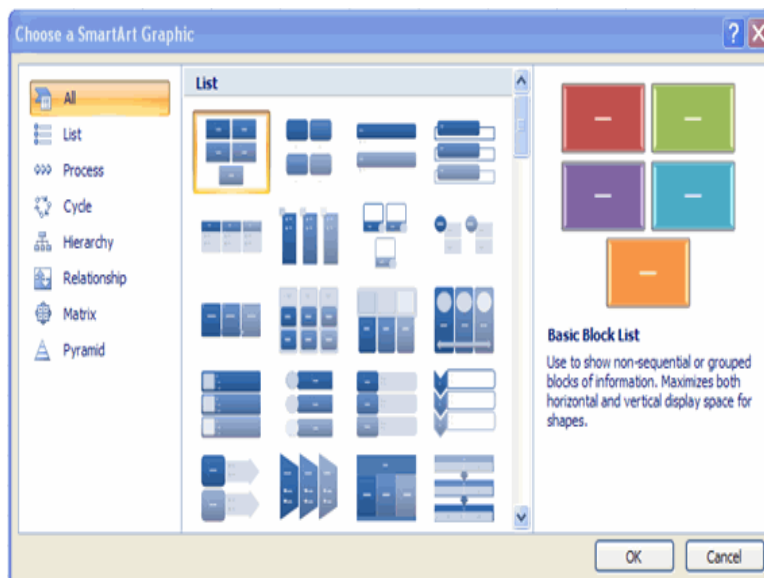 Choose a SmartArt Graphic
?
All
List
Process
Cycle
Hierarchy
Relationship
Matrix
Pyramid
List
Basic Block List
Use to show non-sequential or grouped
blocks of information. Maximizes both
horizontal and vertical display space for
shapes.
OK
Cancel